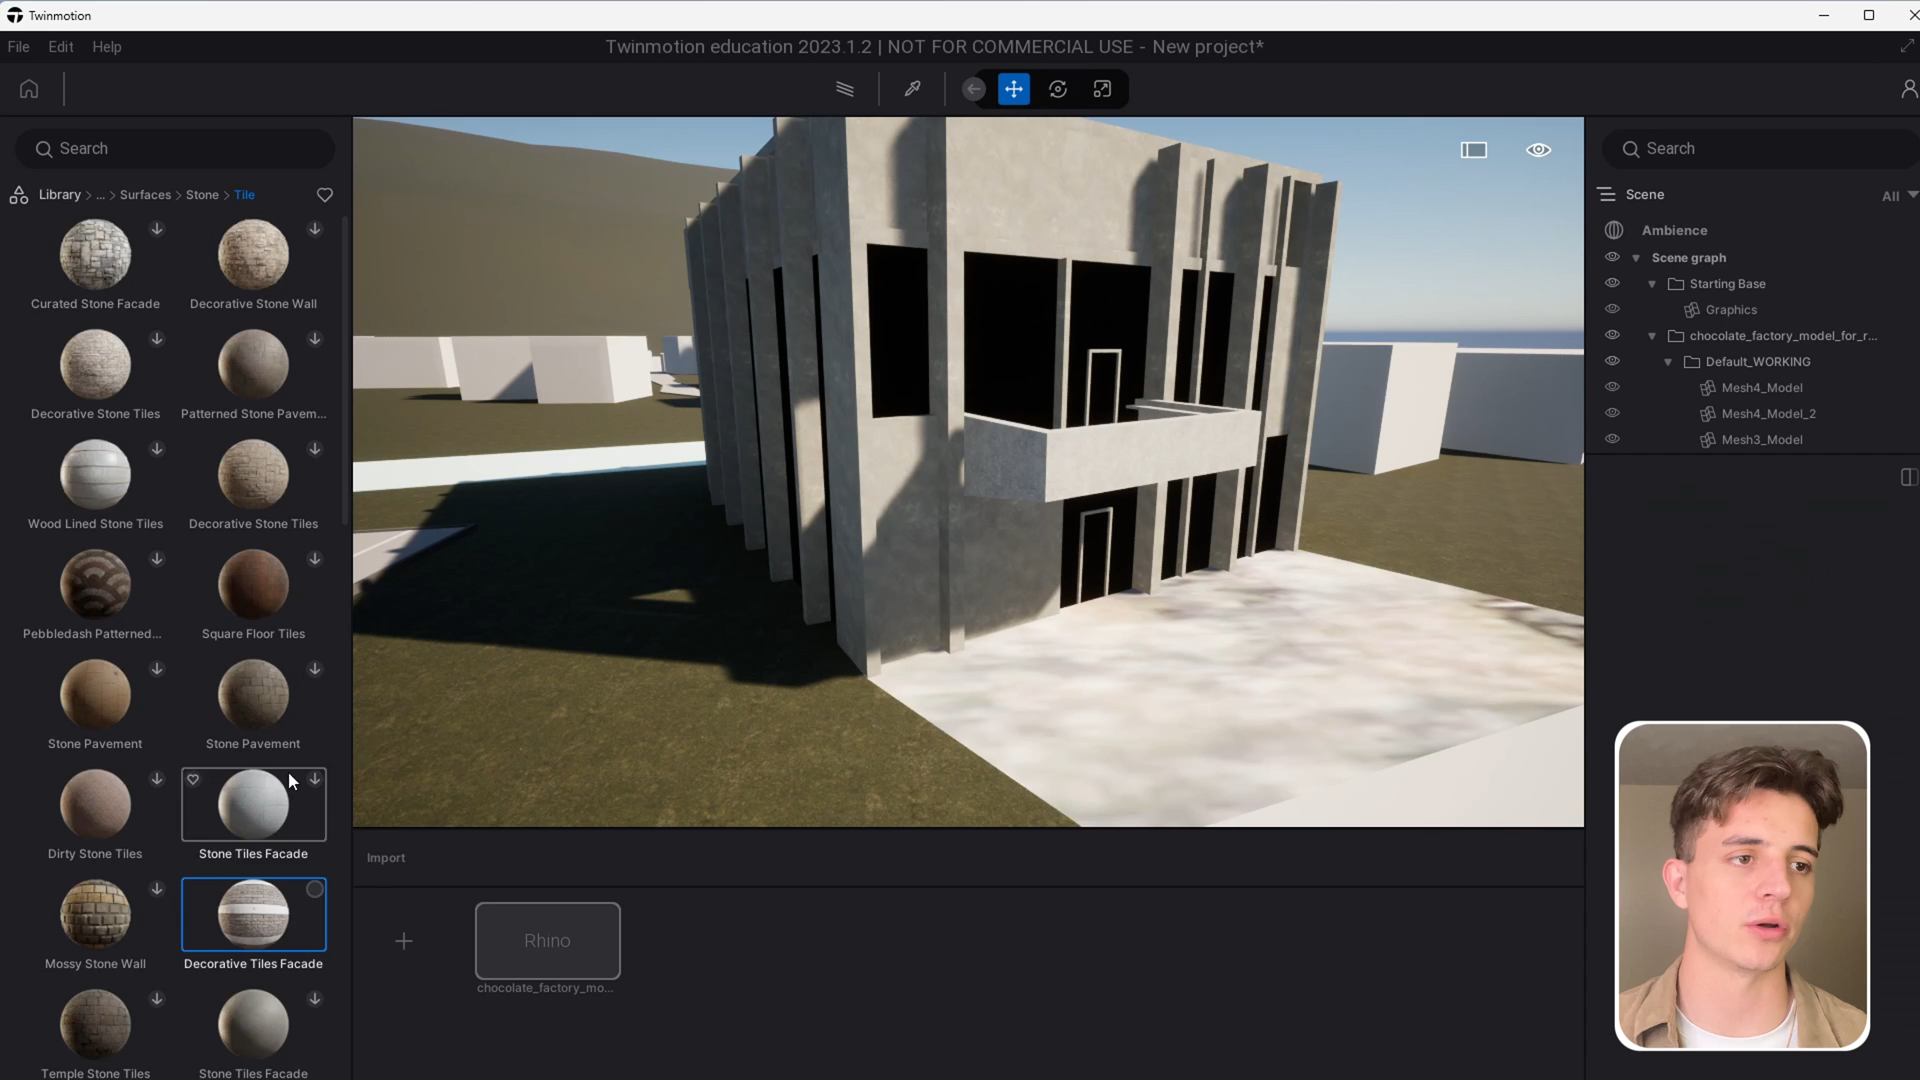 Twinmotion
File Edit Help
Twinmotion education 2023.1.2 | NOT FOR COMMERCIAL USE - New project*
Search
Library > ... > Surfaces > Stone > Tile
Curated Stone Facade
Decorative Stone Wall
Decorative Stone Tiles
Patterned Stone Pavem...
Wood Lined Stone Tiles
Decorative Stone Tiles
Pebbledash Patterned...
Square Floor Tiles
Stone Pavement
Stone Pavement
Dirty Stone Tiles
Stone Tiles Facade
Mossy Stone Wall
Decorative Tiles Facade
Temple Stone Tiles
Stone Tiles Facade
Import
Rhino
chocolate_factory_mo...
Search
Scene
All
Ambience
Scene graph
Starting Base
Graphics
chocolate_factory_model_for_r...
Default_WORKING
Mesh4_Model
Mesh4_Model_2
Mesh3_Model